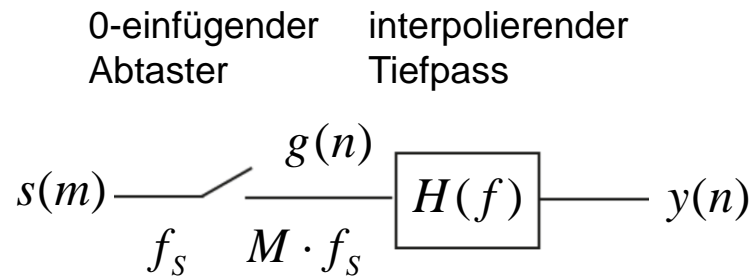 0-einfügender interpolierender
Abtaster Tiefpass
g(n)
s(m) H(f) y(n)
f_S M · f_S